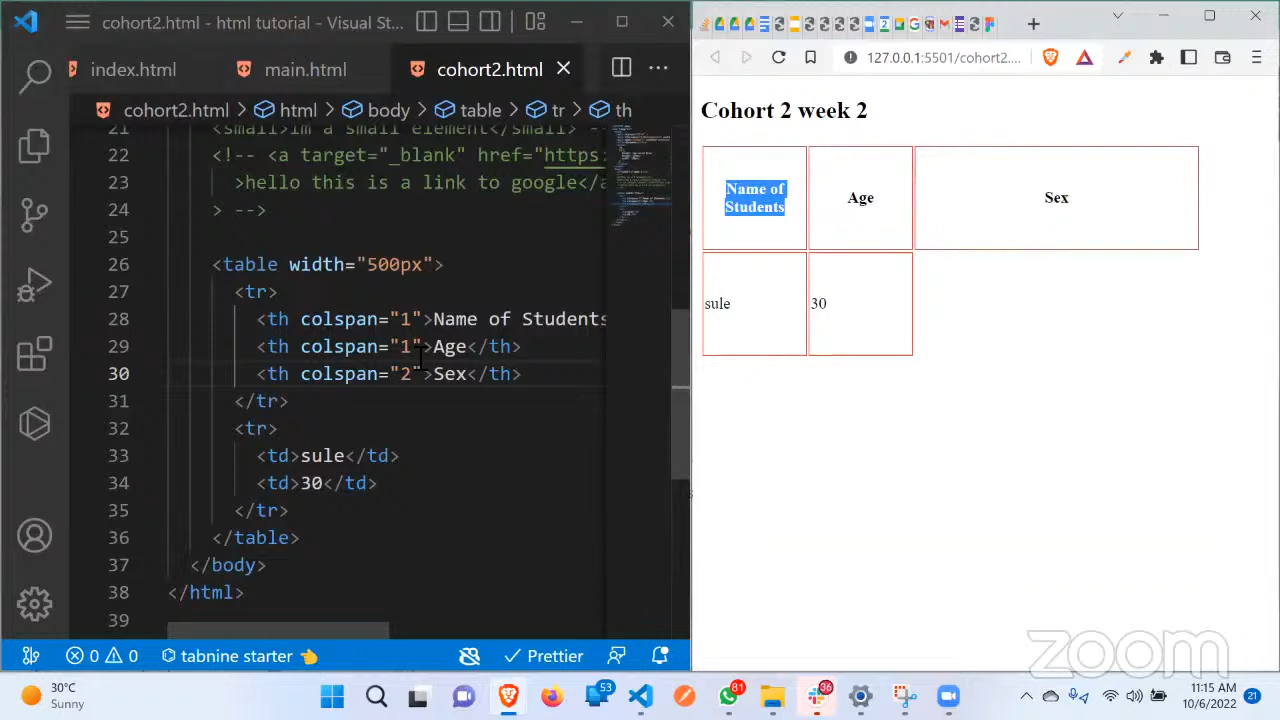 cohort2.html - html tutorial - Visual St...
index.html
main.html
cohort2.html
cohort2.html > html > body > table > tr > th
21 <small>im a small element</small>
22 <!-- <a target="_blank" href="https:
23 >hello this is a link to google</a
24 >-->
25
26 <table width="500px">
27 <tr>
28 <th colspan="1">Name of Students
29 <th colspan="1">Age</th>
30 <th colspan="2">Sex</th>
31 </tr>
32 <tr>
33 <td>sule</td>
34 <td>30</td>
35 </tr>
36 </table>
37 </body>
38 </html>
39
0 0 tabnine starter Prettier
127.0.0.1:5501/cohort2....
Cohort 2 week 2
Name of
Students
Age
Sex
sule
30
zoom
30°C
Sunny
53
81
36
11:15 AM
10/6/2022
21